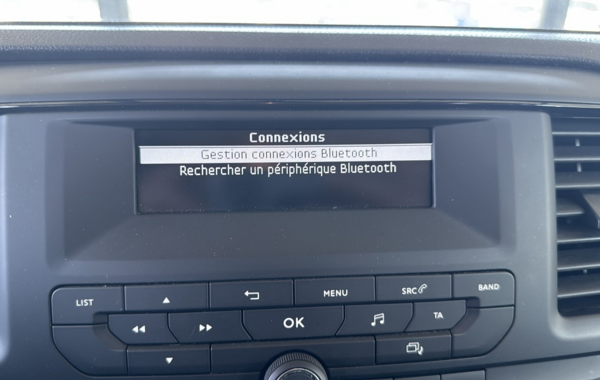 Connexions
Gestion connexions Bluetooth
Rechercher un périphérique Bluetooth
LIST
MENU
SRC
BAND
OK
TA